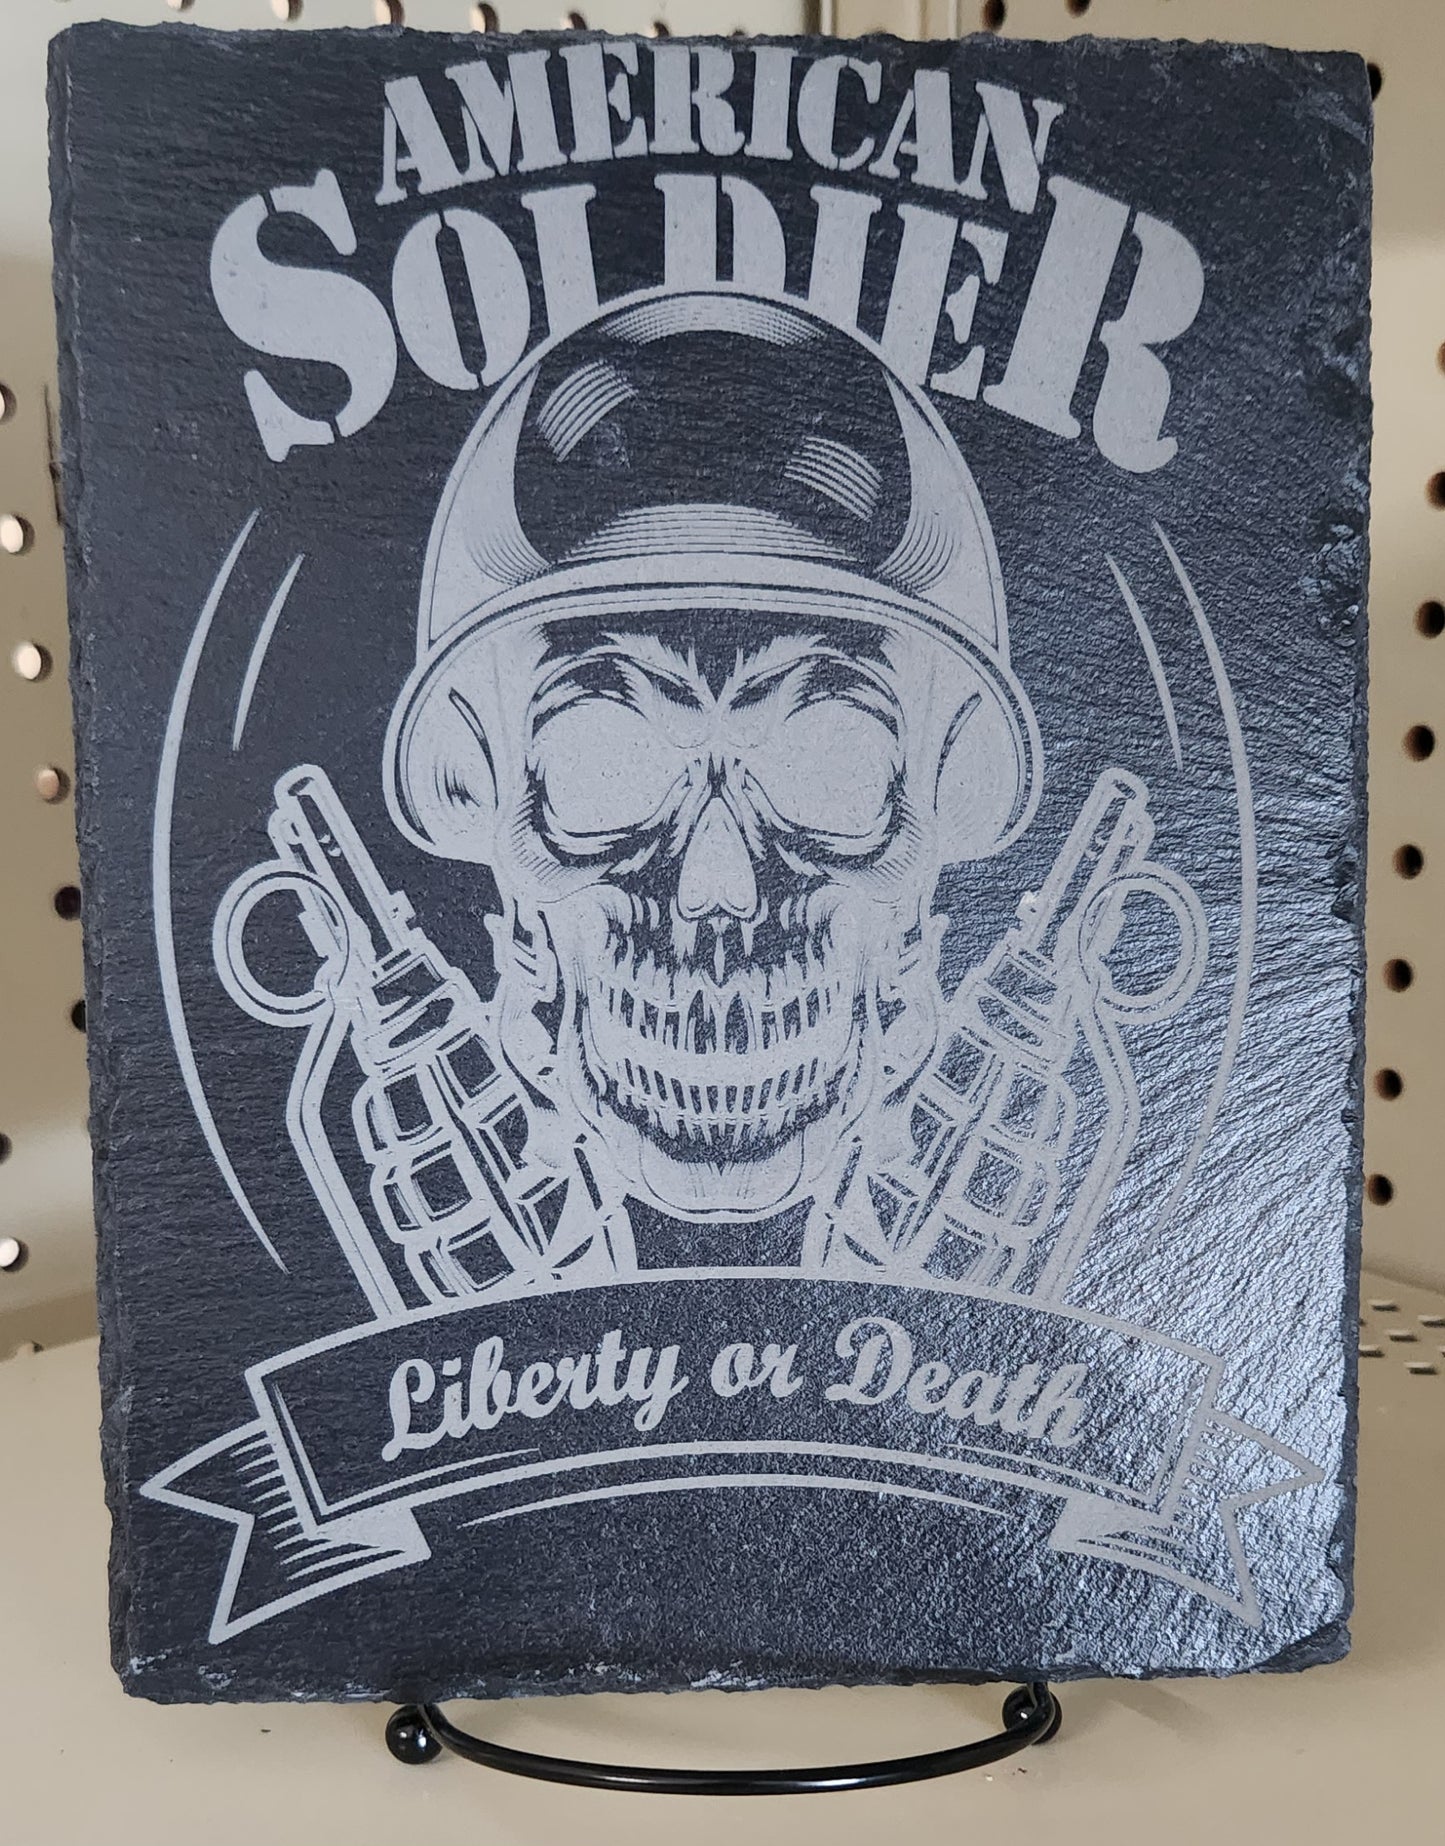 AMERICAN
SOLDIER
Liberty or Death